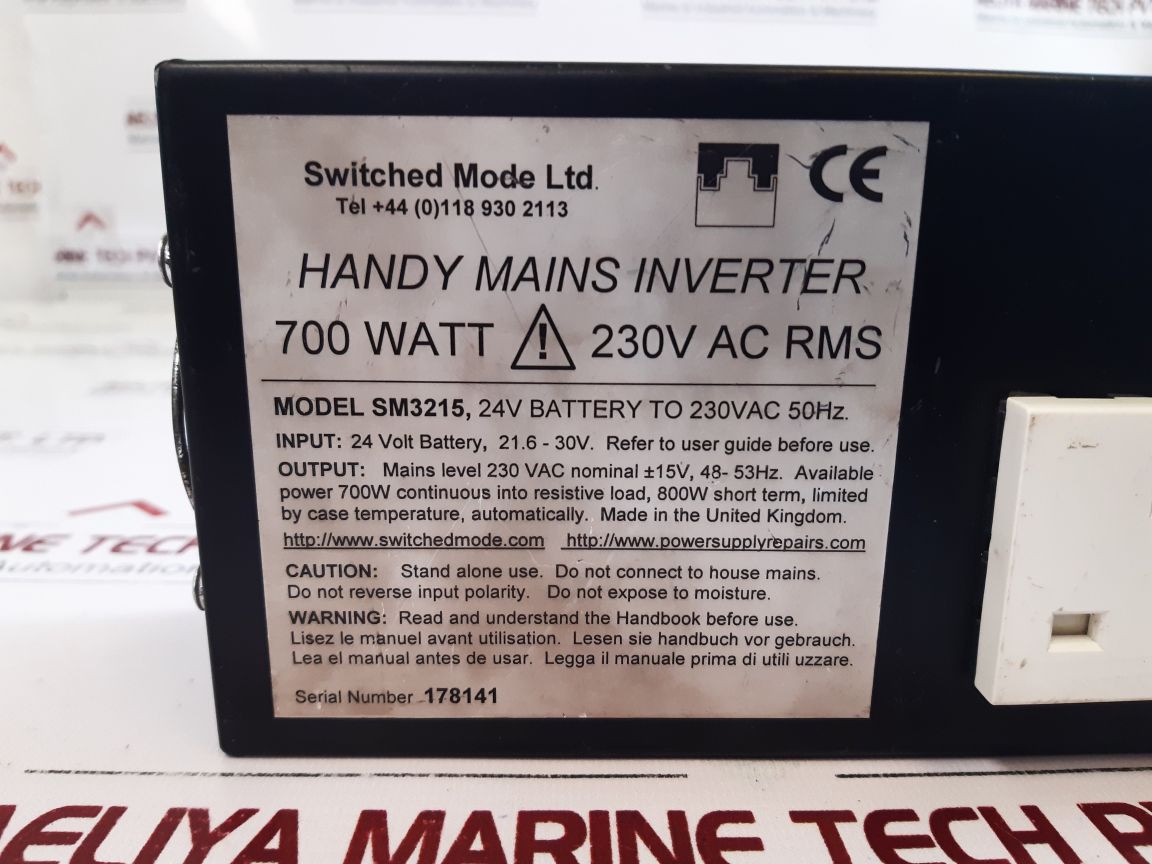 Switched Mode Ltd.
Tel +44 (0)118 930 2113
CE
HANDY MAINS INVERTER
700 WATT ! 230V AC RMS
MODEL SM3215, 24V BATTERY TO 230VAC 50Hz.
INPUT: 24 Volt Battery, 21.6 - 30V. Refer to user guide before use.
OUTPUT: Mains level 230 VAC nominal ±15V, 48- 53Hz. Available
power 700W continuous into resistive load, 800W short term, limited
by case temperature, automatically. Made in the United Kingdom.
http://www.switchedmode.com http://www.powersupplyrepairs.com
CAUTION: Stand alone use. Do not connect to house mains.
Do not reverse input polarity. Do not expose to moisture.
WARNING: Read and understand the Handbook before use.
Lisez le manuel avant utilisation. Lesen sie handbuch vor gebrauch.
Lea el manual antes de usar. Legga il manuale prima di utili uzzare.
Serial Number 178141
AELIYA MARINE TECH P